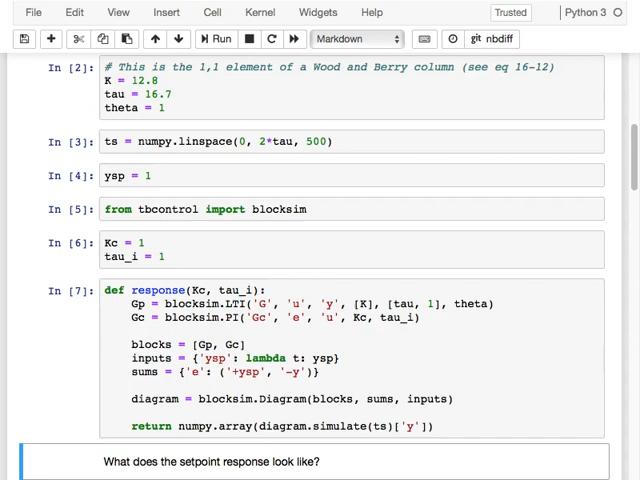 File Edit View Insert Cell Kernel Widgets Help Trusted Python 3
Run Markdown git nbdiff
In [2]: # This is the 1,1 element of a Wood and Berry column (see eq 16-12)
K = 12.8
tau = 16.7
theta = 1
In [3]: ts = numpy.linspace(0, 2*tau, 500)
In [4]: ysp = 1
In [5]: from tbcontrol import blocksim
In [6]: Kc = 1
tau_i = 1
In [7]: def response(Kc, tau_i):
Gp = blocksim.LTI('G', 'u', 'y', [K], [tau, 1], theta)
Gc = blocksim.PI('Gc', 'e', 'u', Kc, tau_i)
blocks = [Gp, Gc]
inputs = {'ysp': lambda t: ysp}
sums = {'e': ('+ysp', '-y')}
diagram = blocksim.Diagram(blocks, sums, inputs)
return numpy.array(diagram.simulate(ts)['y'])
What does the setpoint response look like?